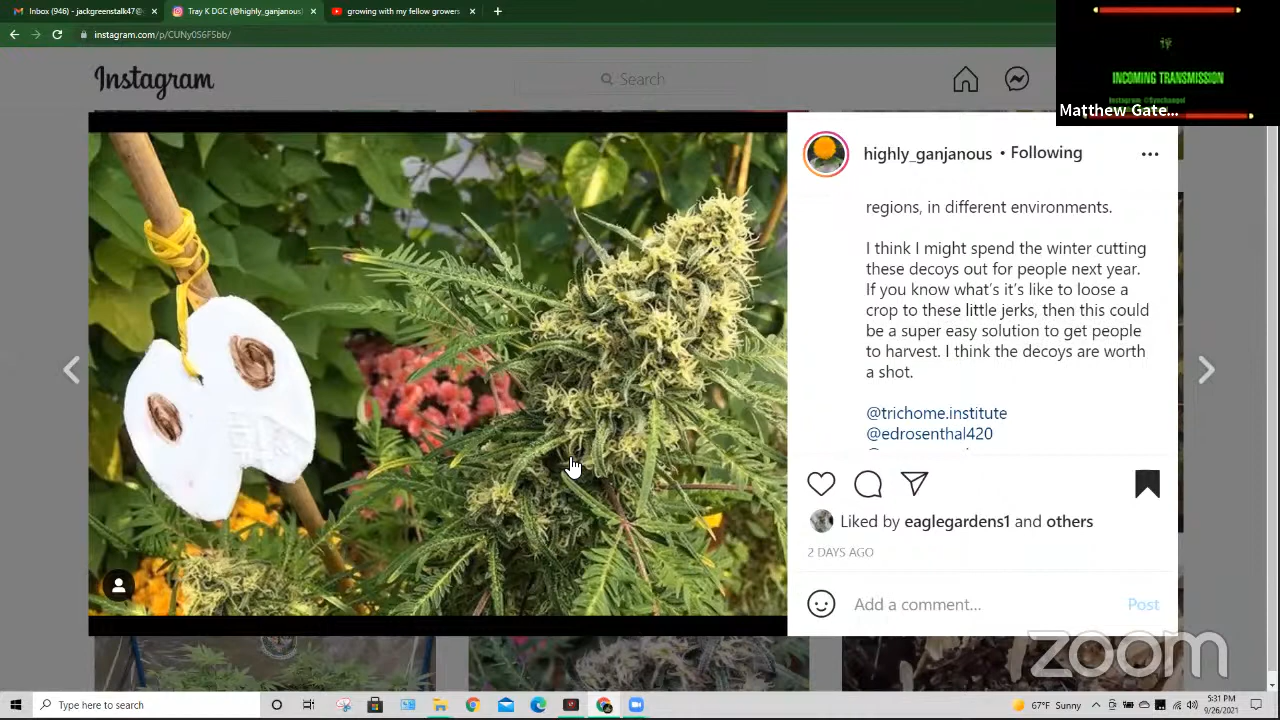 Inbox (946) - jackgreenstalk47@
Tray K DGC (@highly_ganjanous)
growing with my fellow growers
instagram.com/p/CUNy0S6F5bb/
Instagram
Search
INCOMING TRANSMISSION
Matthew Gate...
highly_ganjanous • Following
regions, in different environments.
I think I might spend the winter cutting
these decoys out for people next year.
If you know what's it's like to loose a
crop to these little jerks, then this could
be a super easy solution to get people
to harvest. I think the decoys are worth
a shot.
@trichome.institute
@edrosenthal420
Liked by eaglegardens1 and others
2 DAYS AGO
Add a comment...
Post
zoom
Type here to search
67°F Sunny
5:31 PM
9/26/2021